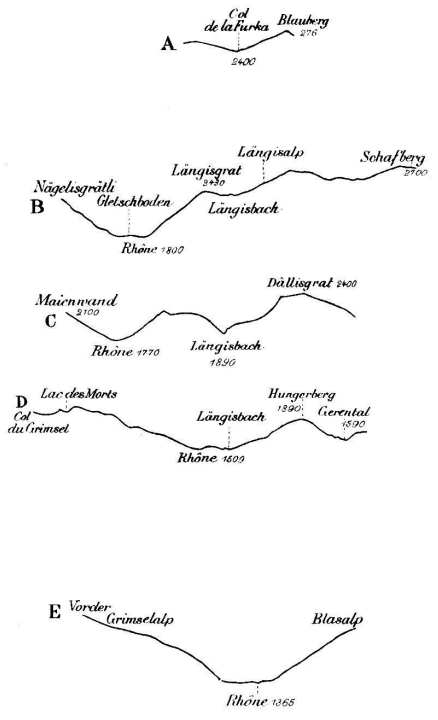 Col
de la Furka
Blauberg
276
A
2400
Längisalp
Schafberg
2700
Längisgrat
2430
Nägelisgrätli
Gletschboden
B
Längisbach
Rhône 1800
Dällisgrat 2400
Maienwand
2100
C
Rhône 1770
Längisbach
1890
Lac des Morts
Hungerberg
1890
D
Col
du Grimsel
Längisbach
Gerental
1590
Rhône 1509
Vorder
E
Grimselalp
Blasalp
Rhône 1365